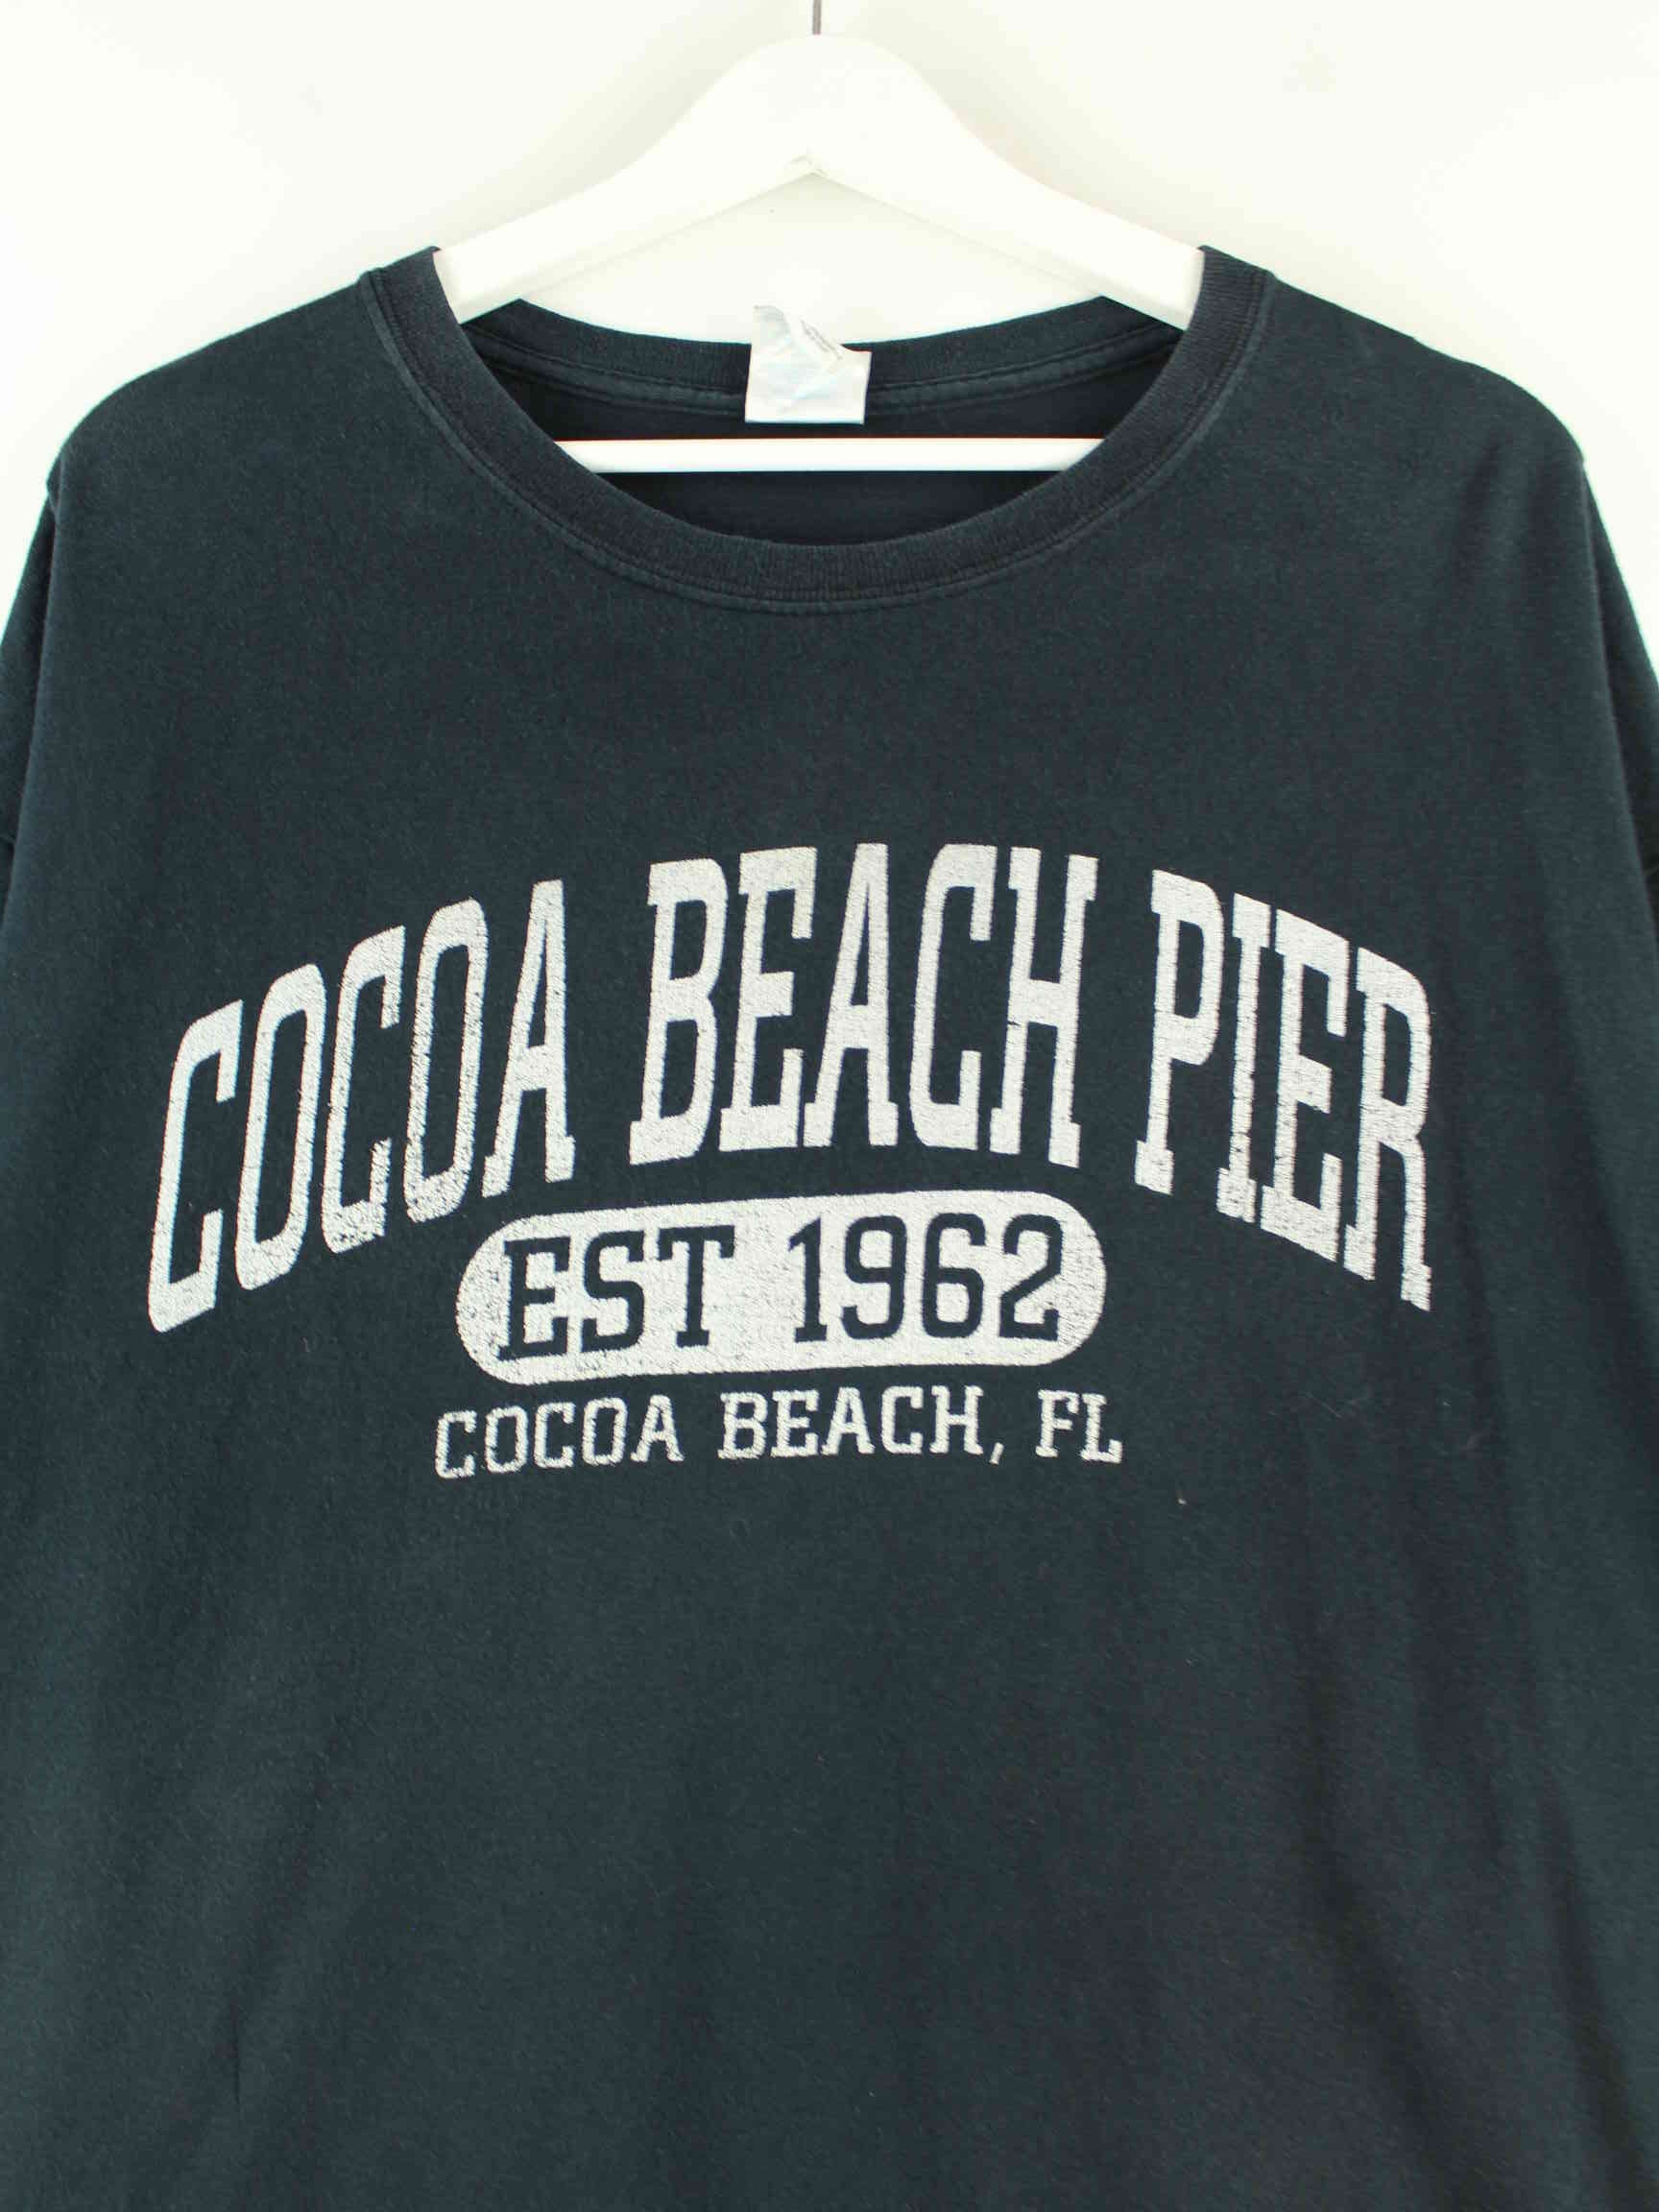 COCOA BEACH PIER
EST 1962
COCOA BEACH, FL